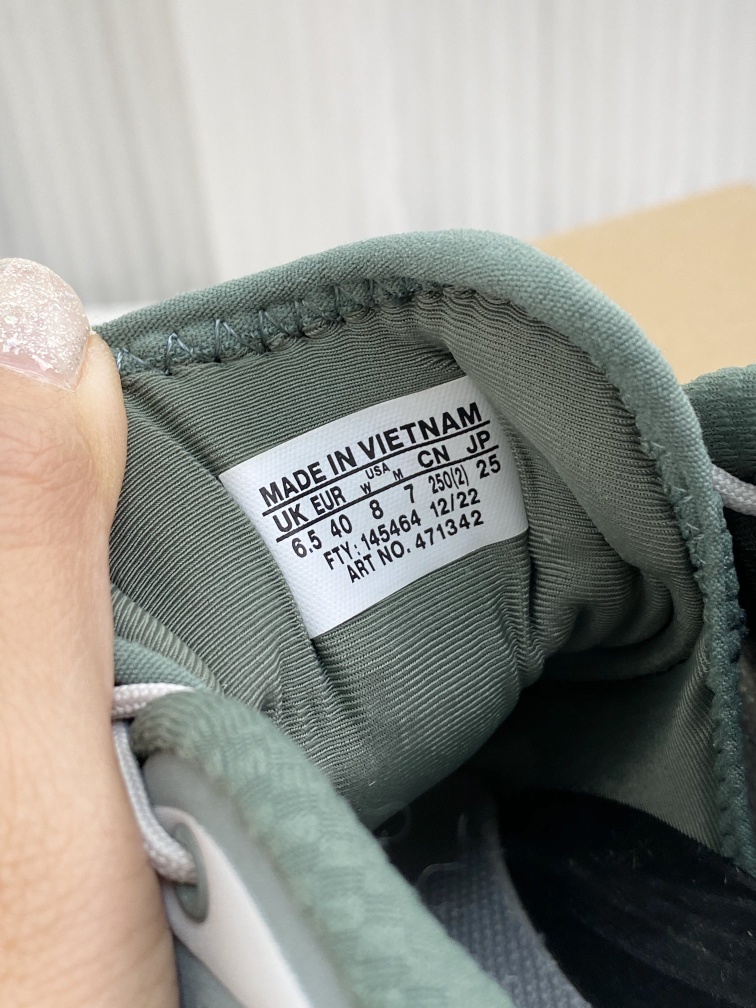 MADE IN VIETNAM
UK EUR USA W M CN JP
6.5 40 8 7 250(2) 25
FTY: 145464 12/22
ART NO. 471342